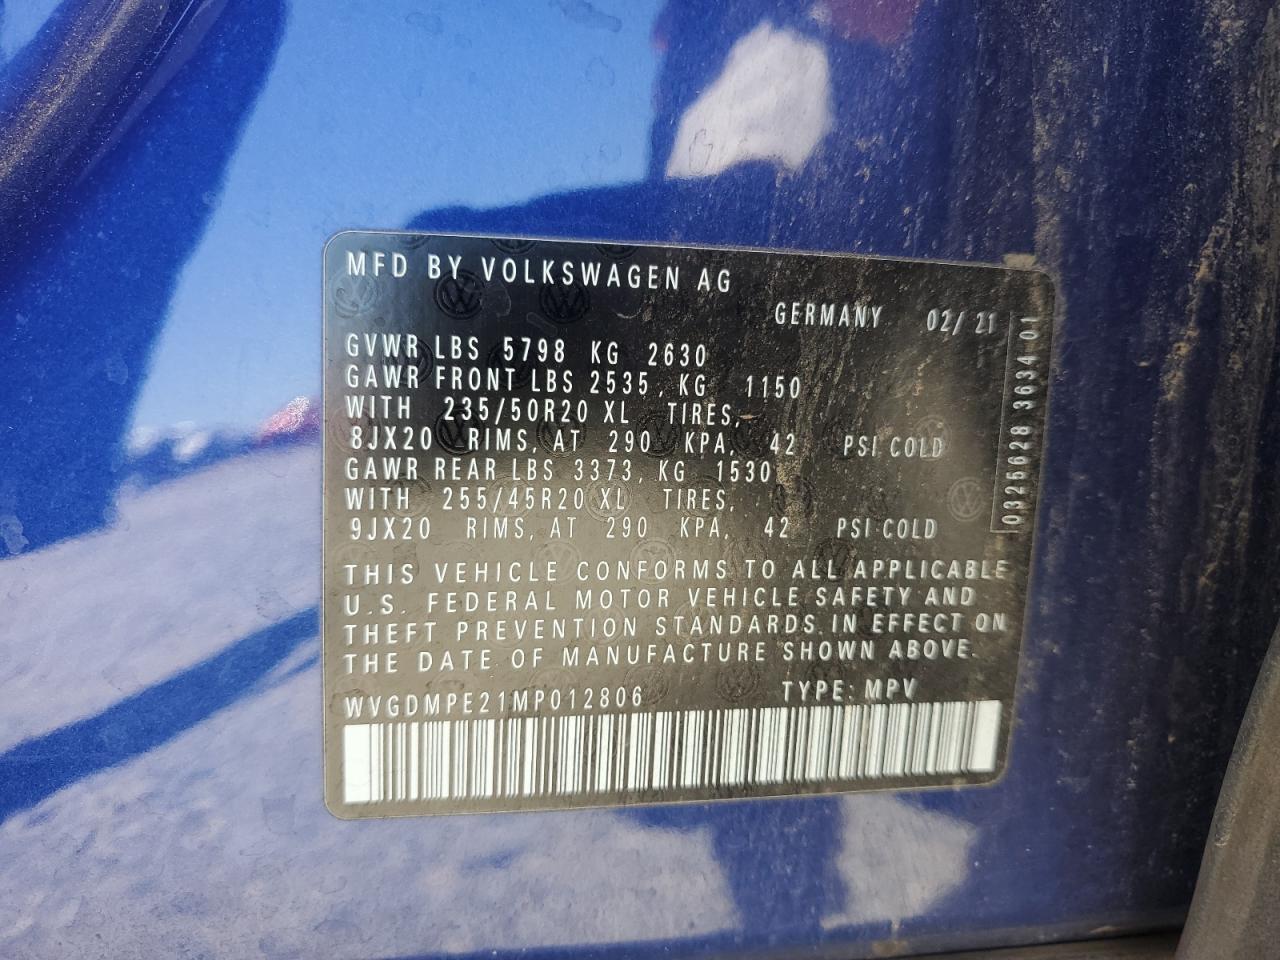 MFD BY VOLKSWAGEN AG
GERMANY 02/21
GVWR LBS 5798 KG 2630
GAWR FRONT LBS 2535, KG 1150
WITH 235/50R20 XL TIRES,
8JX20 RIMS, AT 290 KPA, 42 PSI COLD
GAWR REAR LBS 3373, KG 1530
WITH 255/45R20 XL TIRES,
9JX20 RIMS, AT 290 KPA, 42 PSI COLD
THIS VEHICLE CONFORMS TO ALL APPLICABLE
U.S. FEDERAL MOTOR VEHICLE SAFETY AND
THEFT PREVENTION STANDARDS IN EFFECT ON
THE DATE OF MANUFACTURE SHOWN ABOVE.
WVGDMPE21MP012806 TYPE: MPV
0326628 3634 01